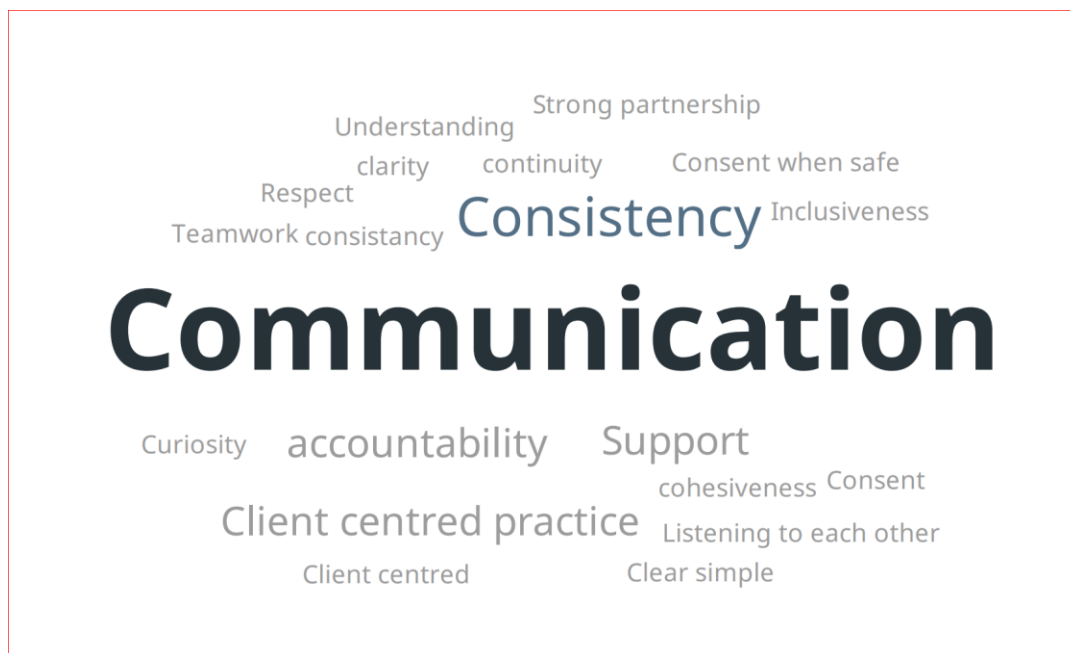 Strong partnership
Understanding
clarity
continuity
Consent when safe
Respect
Consistency
Inclusiveness
Teamwork
consistancy
Communication
Curiosity
accountability
Support
cohesiveness
Consent
Client centred practice
Listening to each other
Client centred
Clear simple